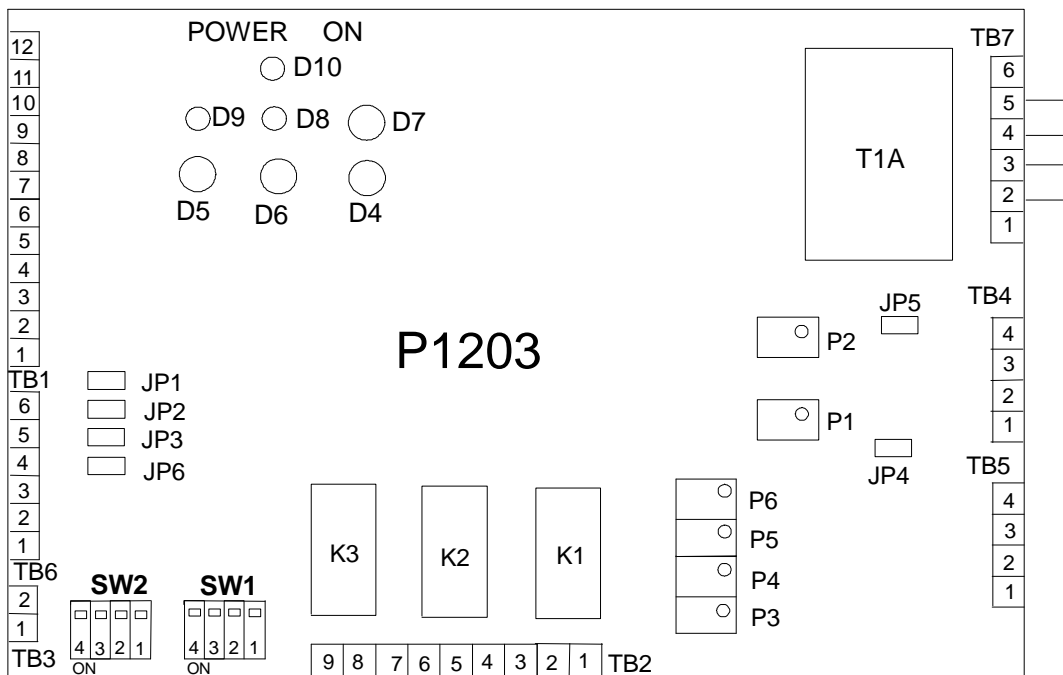 POWER ON
D10
D9 D8 D7
D5 D6 D4
12
11
10
9
8
7
6
5
4
3
2
1
TB1
6
5
4
3
2
1
TB6
2
1
TB3
JP1
JP2
JP3
JP6
P1203
T1A
TB7
6
5
4
3
2
1
JP5
P2
P1
JP4
TB4
4
3
2
1
TB5
4
3
2
1
P6
P5
P4
P3
K3 K2 K1
SW2 SW1
4 3 2 1
ON
4 3 2 1
ON
9 8 7 6 5 4 3 2 1 TB2